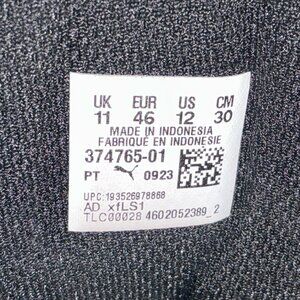 UK EUR US CM
11 46 12 30
MADE IN INDONESIA
FABRIQUÉ EN INDONESIE
374765-01
PT 0923
UPC:193526978868
AD xfLS1
TLC00028 4602052389_2